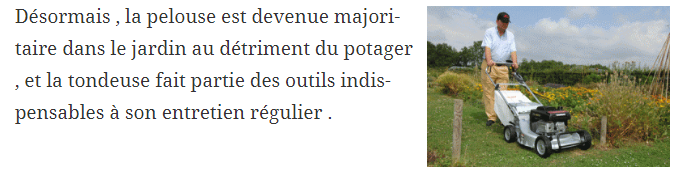 Désormais , la pelouse est devenue majori-
taire dans le jardin au détriment du potager
, et la tondeuse fait partie des outils indis-
pensables à son entretien régulier .